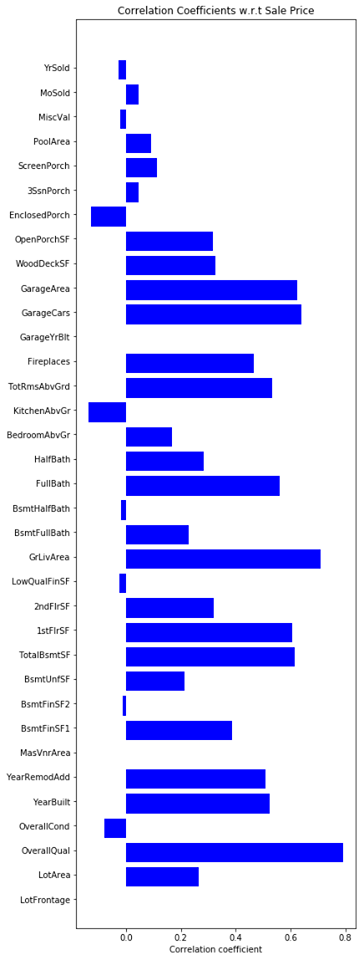 Correlation Coefficients w.r.t Sale Price
YrSold
MoSold
MiscVal
PoolArea
ScreenPorch
3SsnPorch
EnclosedPorch
OpenPorchSF
WoodDeckSF
GarageArea
GarageCars
GarageYrBlt
Fireplaces
TotRmsAbvGrd
KitchenAbvGr
BedroomAbvGr
HalfBath
FullBath
BsmtHalfBath
BsmtFullBath
GrLivArea
LowQualFinSF
2ndFlrSF
1stFlrSF
TotalBsmtSF
BsmtUnfSF
BsmtFinSF2
BsmtFinSF1
MasVnrArea
YearRemodAdd
YearBuilt
OverallCond
OverallQual
LotArea
LotFrontage
0.0 0.2 0.4 0.6 0.8
Correlation coefficient